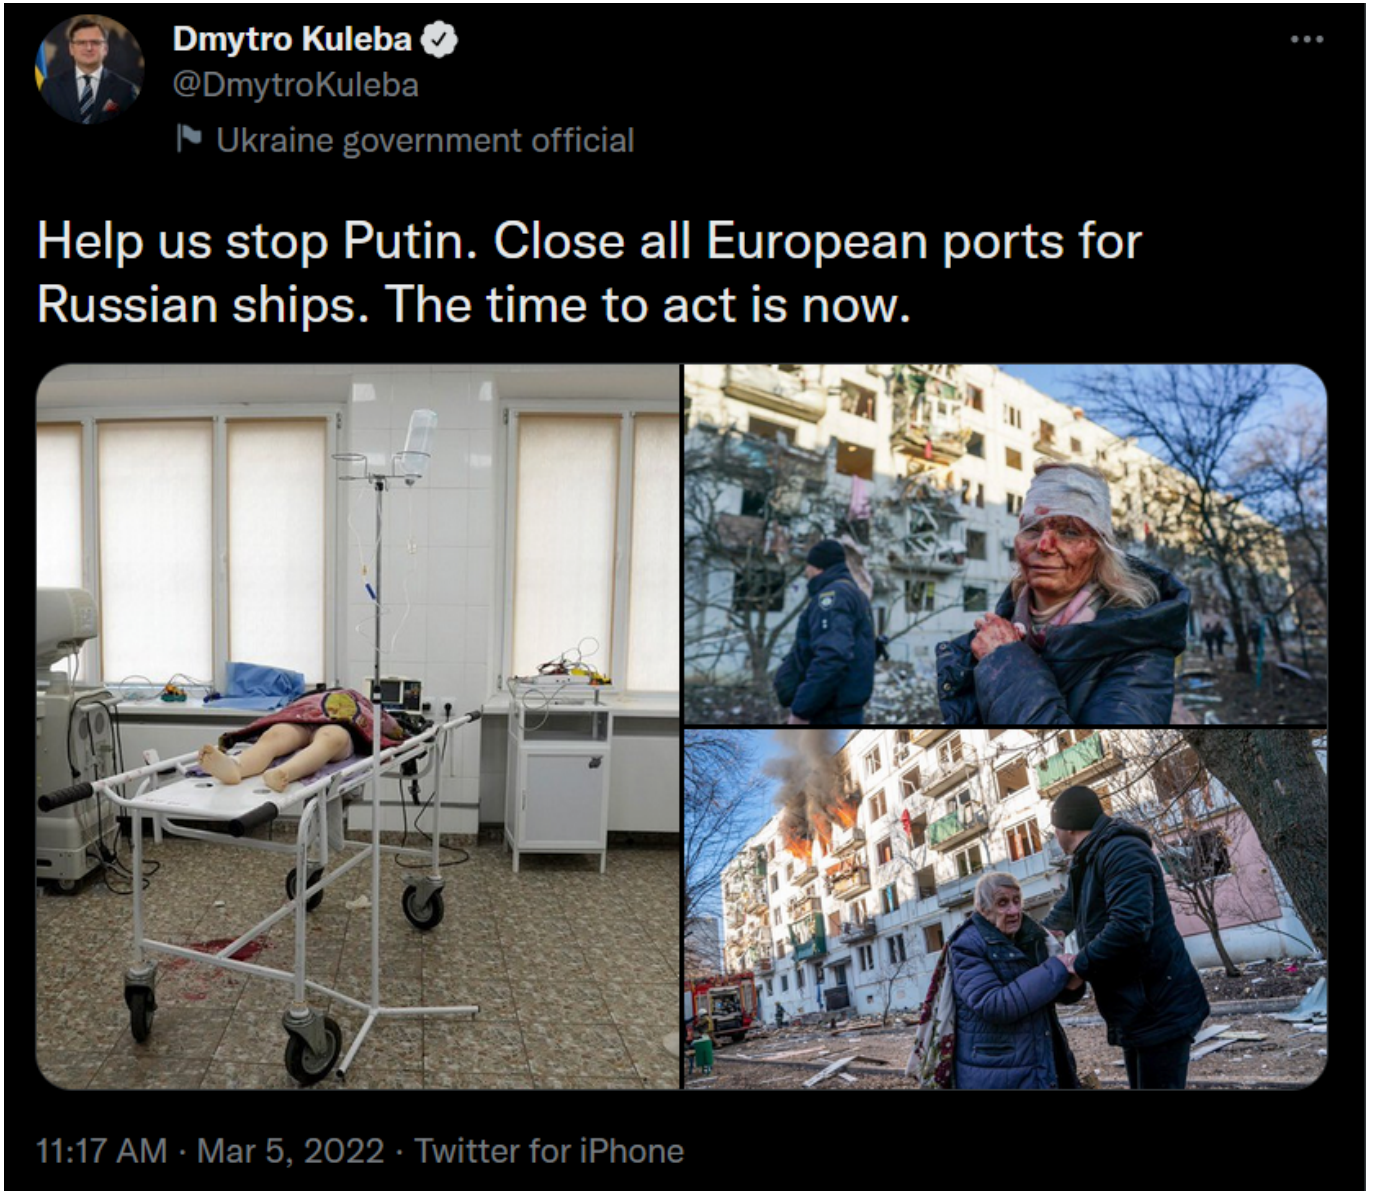 Dmytro Kuleba
@DmytroKuleba
Ukraine government official
Help us stop Putin. Close all European ports for
Russian ships. The time to act is now.
11:17 AM · Mar 5, 2022 · Twitter for iPhone